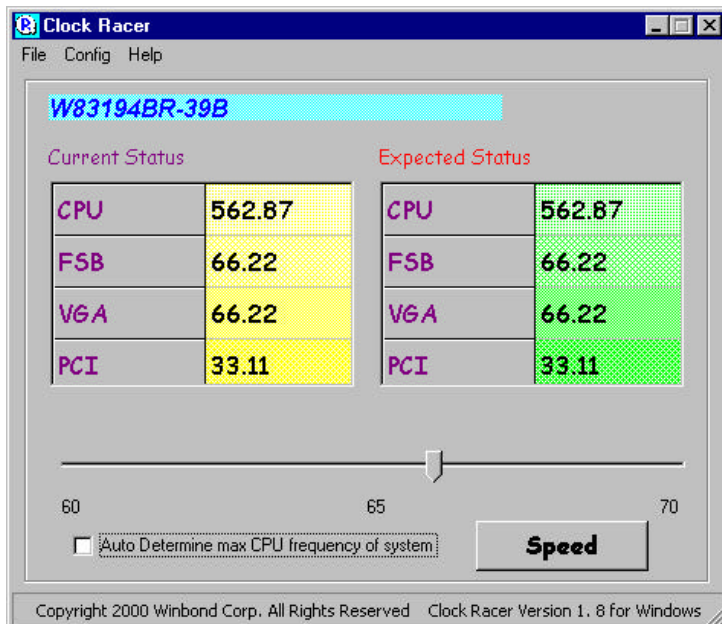 Clock Racer
File Config Help
W83194BR-39B
Current Status
Expected Status
CPU 562.87 CPU 562.87
FSB 66.22 FSB 66.22
VGA 66.22 VGA 66.22
PCI 33.11 PCI 33.11
60 65 70
Auto Determine max CPU frequency of system
Speed
Copyright 2000 Winbond Corp. All Rights Reserved Clock Racer Version 1. 8 for Windows